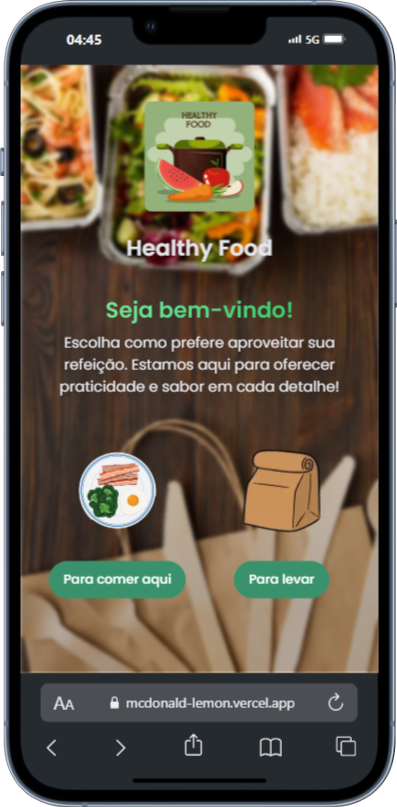 04:45
5G
HEALTHY
FOOD
Healthy Food
Seja bem-vindo!
Escolha como prefere aproveitar sua
refeição. Estamos aqui para oferecer
praticidade e sabor em cada detalhe!
Para comer aqui
Para levar
AA
mcdonald-lemon.vercel.app